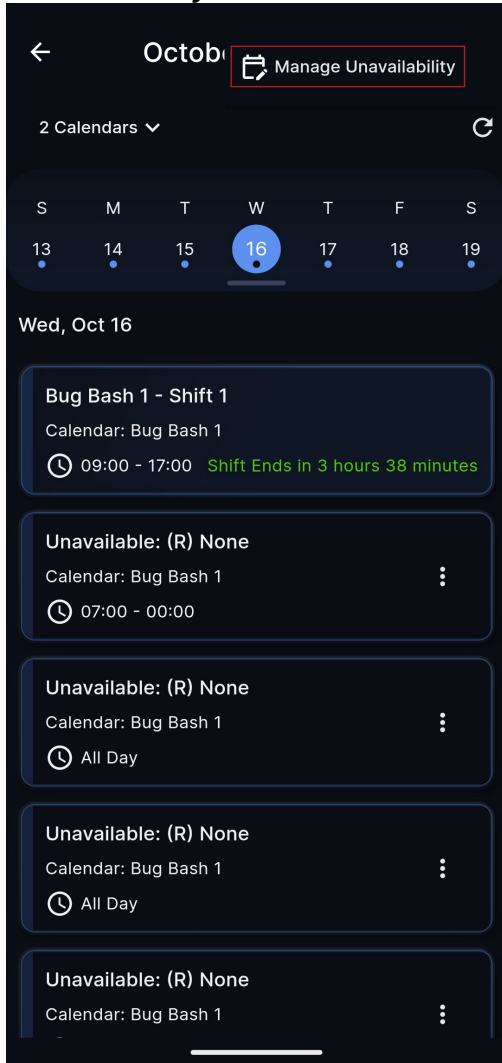 Octob
Manage Unavailability
2 Calendars
S M T W T F S
13 14 15 16 17 18 19
Wed, Oct 16
Bug Bash 1 - Shift 1
Calendar: Bug Bash 1
09:00 - 17:00 Shift Ends in 3 hours 38 minutes
Unavailable: (R) None
Calendar: Bug Bash 1
07:00 - 00:00
Unavailable: (R) None
Calendar: Bug Bash 1
All Day
Unavailable: (R) None
Calendar: Bug Bash 1
All Day
Unavailable: (R) None
Calendar: Bug Bash 1